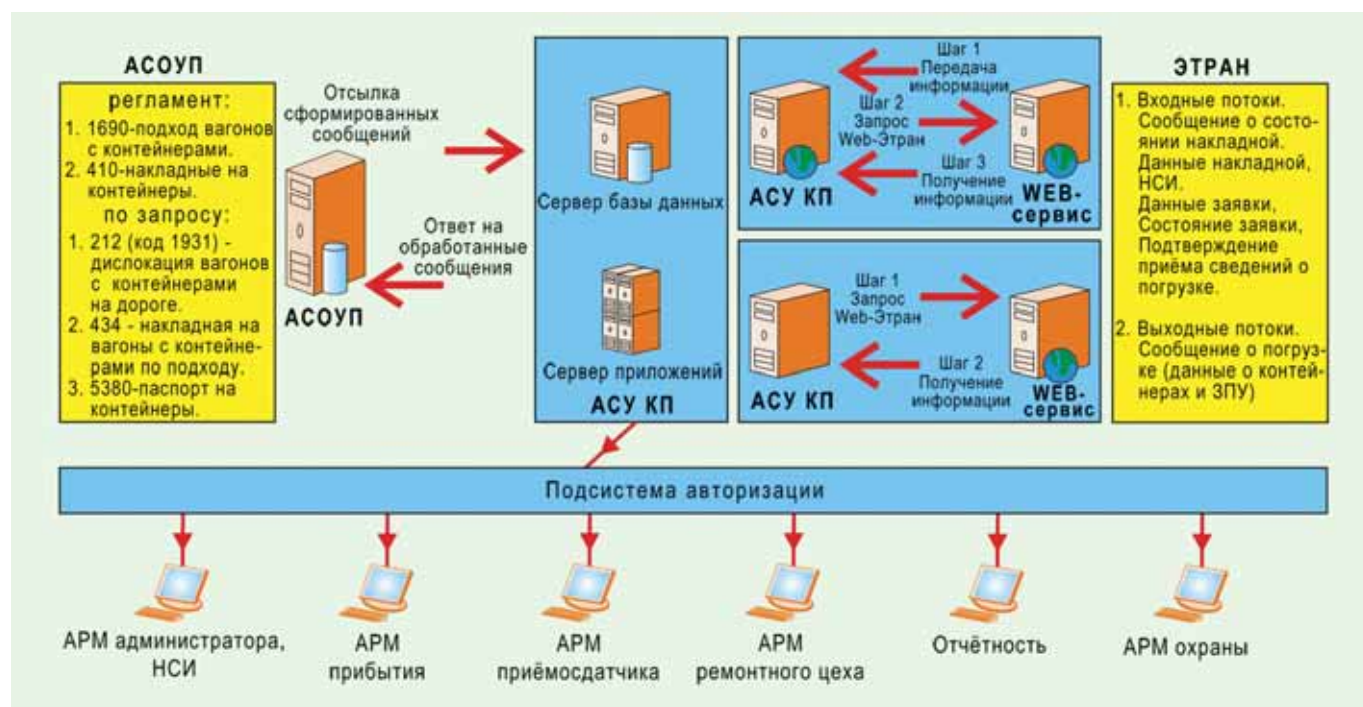 АСОУП
регламент:
1. 1690-подход вагонов
с контейнерами.
2. 410-накладные на
контейнеры.
по запросу:
1. 212 (код 1931) -
дислокация вагонов
с контейнерами
на дороге.
2. 434 - накладная на
вагоны с контейне-
рами по подходу.
3. 5380-паспорт на
контейнеры.
Отсылка
сформированных
сообщений
Ответ на
обработанные
сообщения
АСОУП
Сервер базы данных
Сервер приложений
АСУ КП
Шаг 1
Передача
информации
Шаг 2
Запрос
Web-Этран
Шаг 3
Получение
информации
АСУ КП
WEB-
сервис
Шаг 1
Запрос
Web-Этран
Шаг 2
Получение
информации
АСУ КП
WEB-
сервис
ЭТРАН
1. Входные потоки.
Сообщение о состо-
янии накладной.
Данные накладной,
НСИ.
Данные заявки,
Состояние заявки,
Подтверждение
приёма сведений о
погрузке.
2. Выходные потоки.
Сообщение о погруз-
ке (данные о контей-
нерах и ЗПУ)
Подсистема авторизации
АРМ администратора,
НСИ
АРМ
прибытия
АРМ
приёмосдатчика
АРМ
ремонтного цеха
Отчётность
АРМ охраны